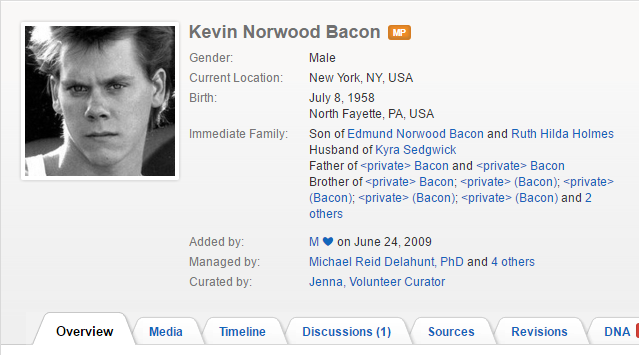 Kevin Norwood Bacon MP
Gender: Male
Current Location: New York, NY, USA
Birth: July 8, 1958
North Fayette, PA, USA
Immediate Family: Son of Edmund Norwood Bacon and Ruth Hilda Holmes
Husband of Kyra Sedgwick
Father of <private> Bacon and <private> Bacon
Brother of <private> Bacon; <private> (Bacon); <private>
(Bacon); <private> (Bacon); <private> (Bacon) and 2
others
Added by: M ♥ on June 24, 2009
Managed by: Michael Reid Delahunt, PhD and 4 others
Curated by: Jenna, Volunteer Curator
Overview Media Timeline Discussions (1) Sources Revisions DNA